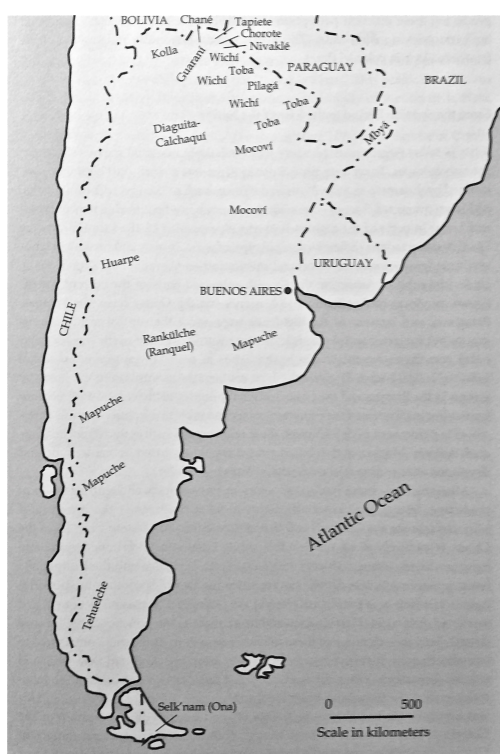 BOLIVIA
Chané
Tapiete
Chorote
Nivaklé
Kolla
Guaraní
Wichí
Toba
PARAGUAY
BRAZIL
Wichí
Pilagá
Wichí
Toba
Mbyá
Diaguita-
Calchaquí
Toba
Mocoví
Mocoví
Huarpe
URUGUAY
BUENOS AIRES
CHILE
Rankülche
(Ranquel)
Mapuche
Mapuche
Mapuche
Atlantic Ocean
Tehuelche
Selk'nam (Ona)
0 500
Scale in kilometers